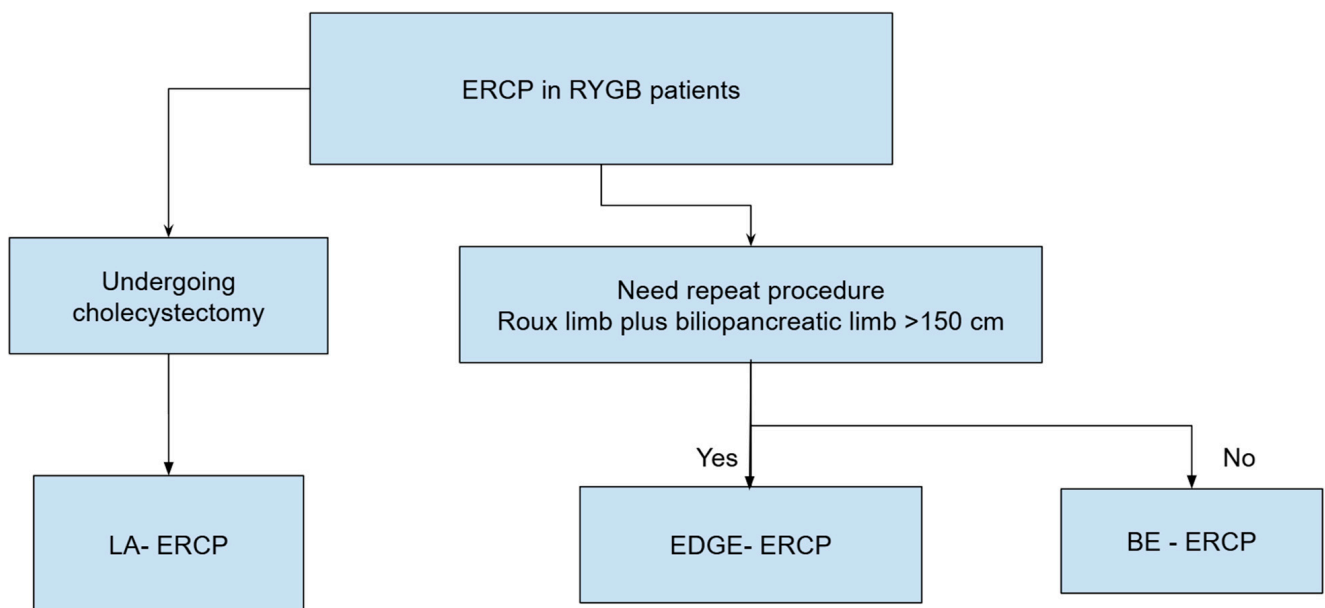 ERCP in RYGB patients
Undergoing
cholecystectomy
Need repeat procedure
Roux limb plus biliopancreatic limb >150 cm
Yes
No
LA- ERCP
EDGE- ERCP
BE - ERCP